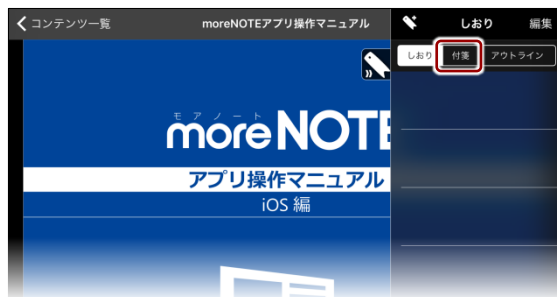 コンテンツ一覧
moreNOTEアプリ操作マニュアル
しおり
編集
しおり
付箋
アウトライン
モアノート
moreNOTE
アプリ操作マニュアル
iOS 編